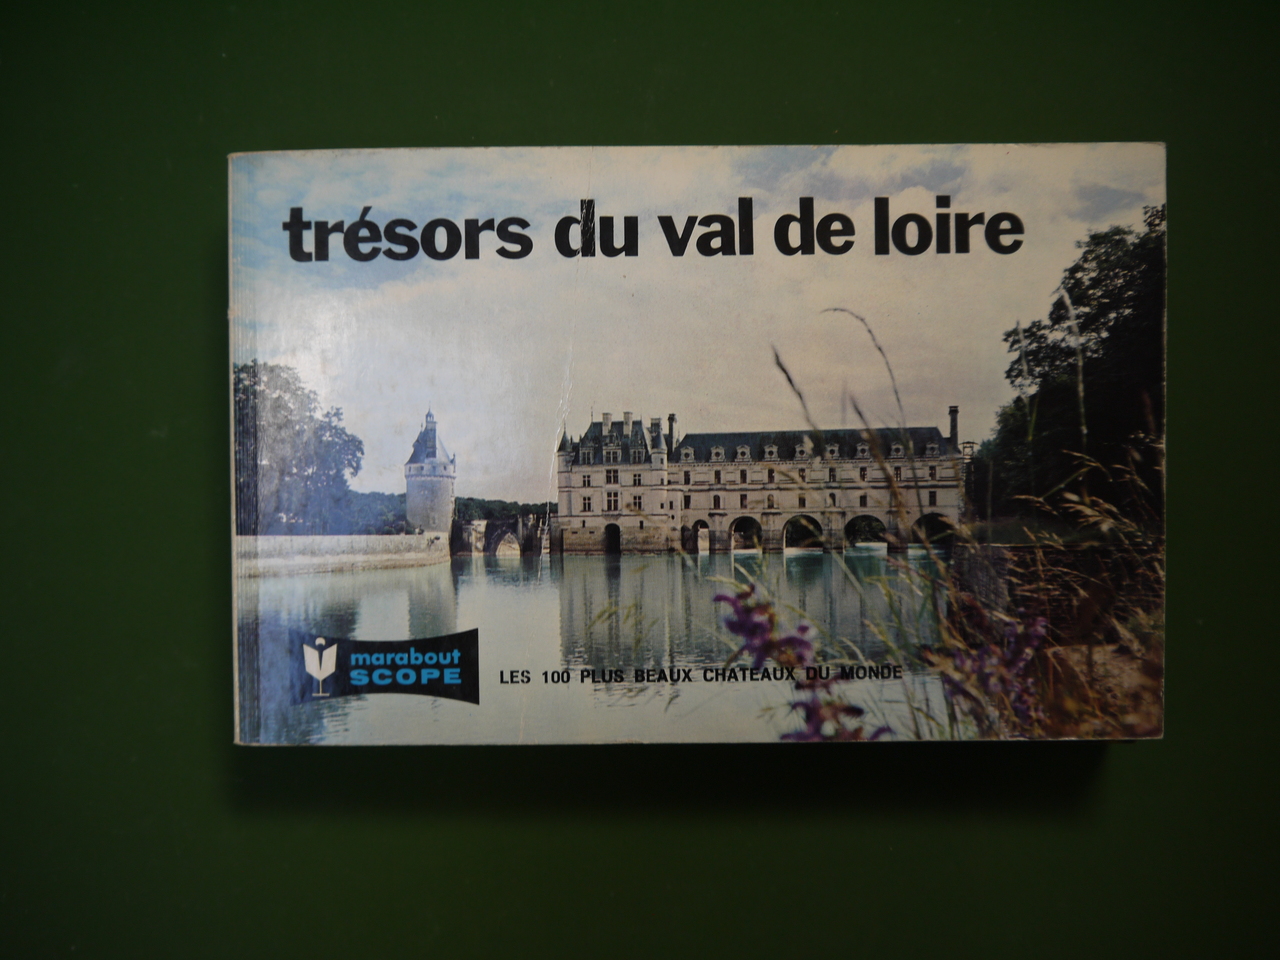 trésors du val de loire
marabout
SCOPE
LES 100 PLUS BEAUX CHATEAUX DU MONDE